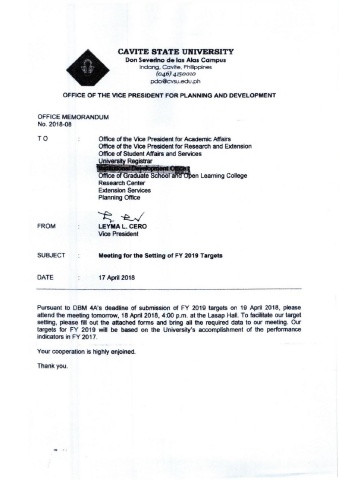 CAVITE STATE UNIVERSITY
Don Severino de las Alas Campus
Indang, Cavite, Philippines
(046) 4150010
pdo@cvsu.edu.ph
OFFICE OF THE VICE PRESIDENT FOR PLANNING AND DEVELOPMENT
OFFICE MEMORANDUM
No. 2018-08
T O : Office of the Vice President for Academic Affairs
Office of the Vice President for Research and Extension
Office of Student Affairs and Services
University Registrar
Office of Graduate School and Open Learning College
Research Center
Extension Services
Planning Office
FROM : LEYMA L. CERO
Vice President
SUBJECT : Meeting for the Setting of FY 2019 Targets
DATE : 17 April 2018
Pursuant to DBM 4A's deadline of submission of FY 2019 targets on 19 April 2018, please
attend the meeting tomorrow, 18 April 2018, 4:00 p.m. at the Lasap Hall. To facilitate our target
setting, please fill out the attached forms and bring all the required data to our meeting. Our
targets for FY 2019 will be based on the University's accomplishment of the performance
indicators in FY 2017.
Your cooperation is highly enjoined.
Thank you.